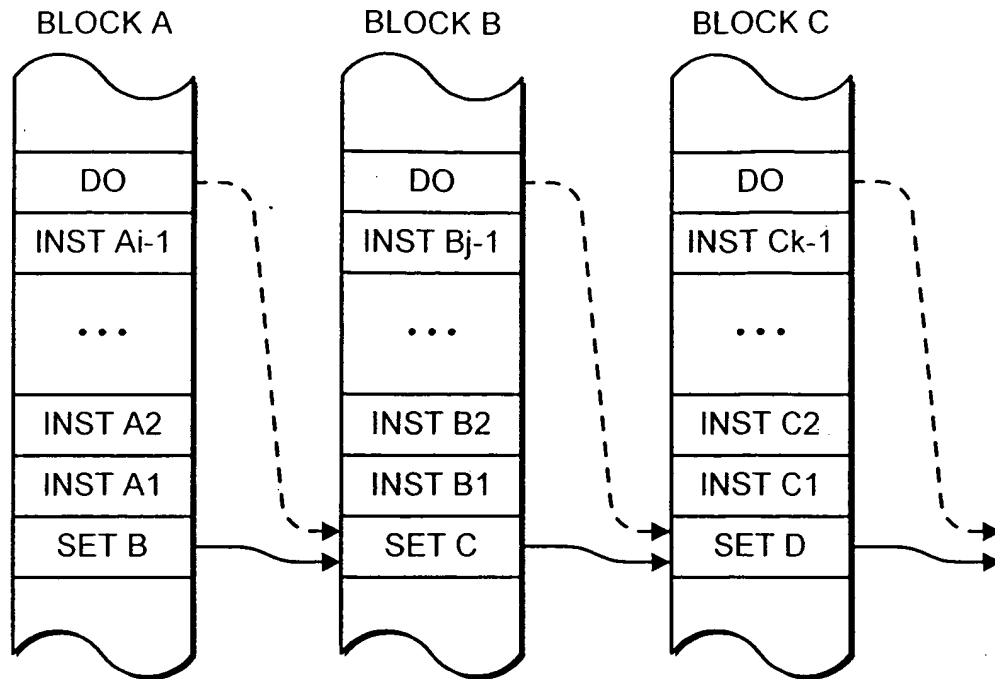 BLOCK A
DO
INST Ai-1
...
INST A2
INST A1
SET B
BLOCK B
DO
INST Bj-1
...
INST B2
INST B1
SET C
BLOCK C
DO
INST Ck-1
...
INST C2
INST C1
SET D